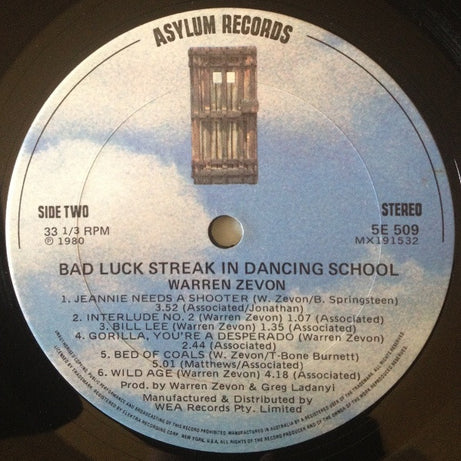 ASYLUM RECORDS
SIDE TWO
STEREO
33 1/3 RPM
℗ 1980
5E 509
MX191532
BAD LUCK STREAK IN DANCING SCHOOL
WARREN ZEVON
1. JEANNIE NEEDS A SHOOTER (W. Zevon/B. Springsteen)
3.52 (Associated/Jonathan)
2. INTERLUDE NO. 2 (Warren Zevon) 1.07 (Associated)
3. BILL LEE (Warren Zevon) 1.35 (Associated)
4. GORILLA, YOU'RE A DESPERADO (Warren Zevon)
2.44 (Associated)
5. BED OF COALS (W. Zevon/T-Bone Burnett)
5.01 (Matthews/Associated)
6. WILD AGE (Warren Zevon) 4.18 (Associated)
Prod. by Warren Zevon & Greg Ladanyi
Manufactured & Distributed by
WEA Records Pty. Limited